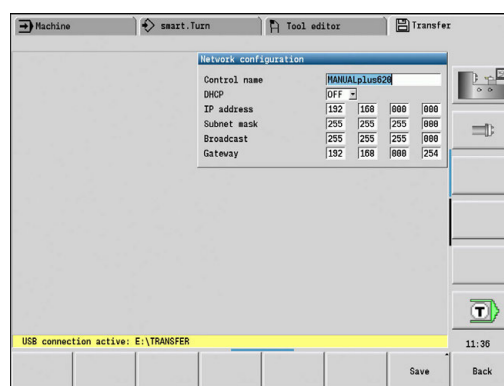 Machine smart.Turn Tool editor Transfer
Network configuration
Control name MANUALplus620
DHCP OFF
IP address 192 168 000 000
Subnet mask 255 255 255 000
Broadcast 255 255 255 000
Gateway 192 168 000 254
T
USB connection active: E:\TRANSFER
11:36
Save Back